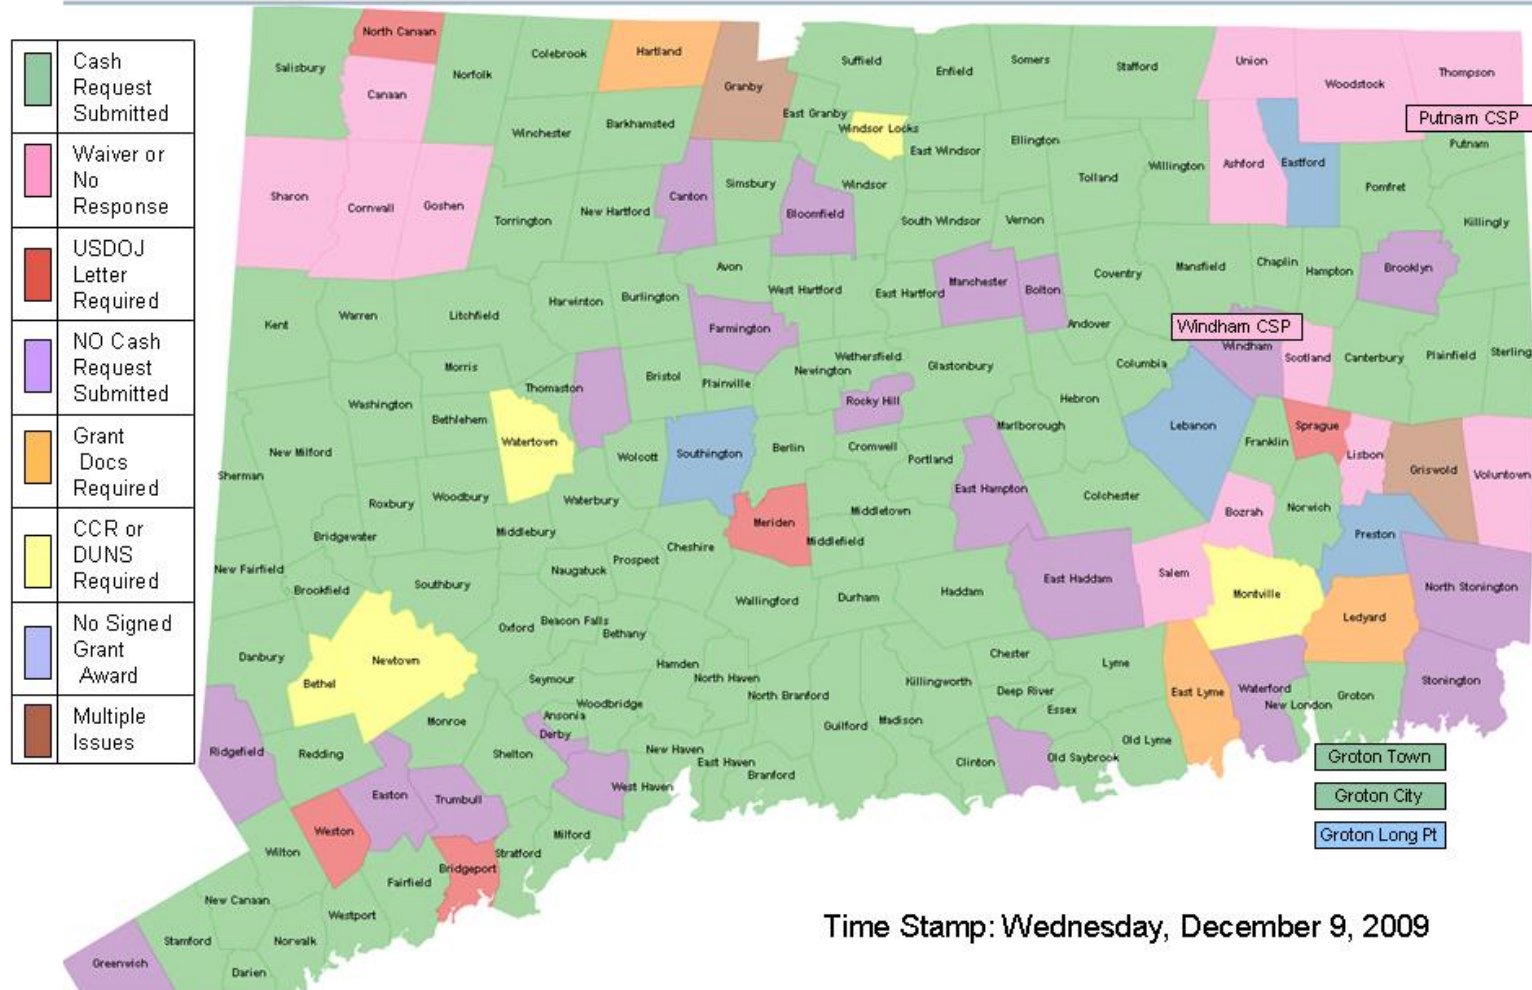 Cash
Request
Submitted
Waiver or
No
Response
USDOJ
Letter
Required
NO Cash
Request
Submitted
Grant
Docs
Required
CCR or
DUNS
Required
No Signed
Grant
Award
Multiple
Issues
North Canaan
Salisbury
Canaan
Norfolk
Colebrook
Hartland
Granby
Suffield
Enfield
Somers
Stafford
Union
Woodstock
Thompson
Putnam CSP
Winchester
Barkhamsted
East Granby
Windsor Locks
East Windsor
Ellington
Tolland
Willington
Ashford
Eastford
Putnam
Pomfret
Killingly
Sharon
Cornwall
Goshen
Torrington
New Hartford
Canton
Simsbury
Bloomfield
Windsor
South Windsor
Vernon
Avon
West Hartford
East Hartford
Manchester
Bolton
Coventry
Mansfield
Chaplin
Hampton
Brooklyn
Kent
Warren
Litchfield
Harwinton
Burlington
Farmington
Andover
Windham CSP
Windham
Scotland
Canterbury
Plainfield
Sterling
Morris
Thomaston
Bristol
Plainville
Newington
Wethersfield
Glastonbury
Columbia
Washington
Bethlehem
Watertown
Rocky Hill
Marlborough
Hebron
Lebanon
Franklin
Sprague
Lisbon
Griswold
Voluntown
New Milford
Sherman
Roxbury
Woodbury
Waterbury
Wolcott
Southington
Berlin
Cromwell
Portland
East Hampton
Colchester
Bozrah
Norwich
Preston
Bridgewater
Middlebury
Cheshire
Meriden
Middletown
Middlefield
New Fairfield
Brookfield
Southbury
Naugatuck
Prospect
Wallingford
Durham
Haddam
East Haddam
Salem
Montville
Ledyard
North Stonington
Danbury
Bethel
Newtown
Oxford
Beacon Falls
Bethany
Hamden
North Haven
North Branford
Killingworth
Chester
Deep River
Essex
Lyme
East Lyme
Waterford
New London
Groton
Stonington
Seymour
Woodbridge
Ansonia
Derby
Monroe
Shelton
Guilford
Madison
Ridgefield
Redding
New Haven
East Haven
Branford
West Haven
Clinton
Old Saybrook
Old Lyme
Easton
Trumbull
Weston
Milford
Wilton
Bridgeport
Stratford
Fairfield
New Canaan
Westport
Stamford
Norwalk
Greenwich
Darien
Groton Town
Groton City
Groton Long Pt
Time Stamp: Wednesday, December 9, 2009